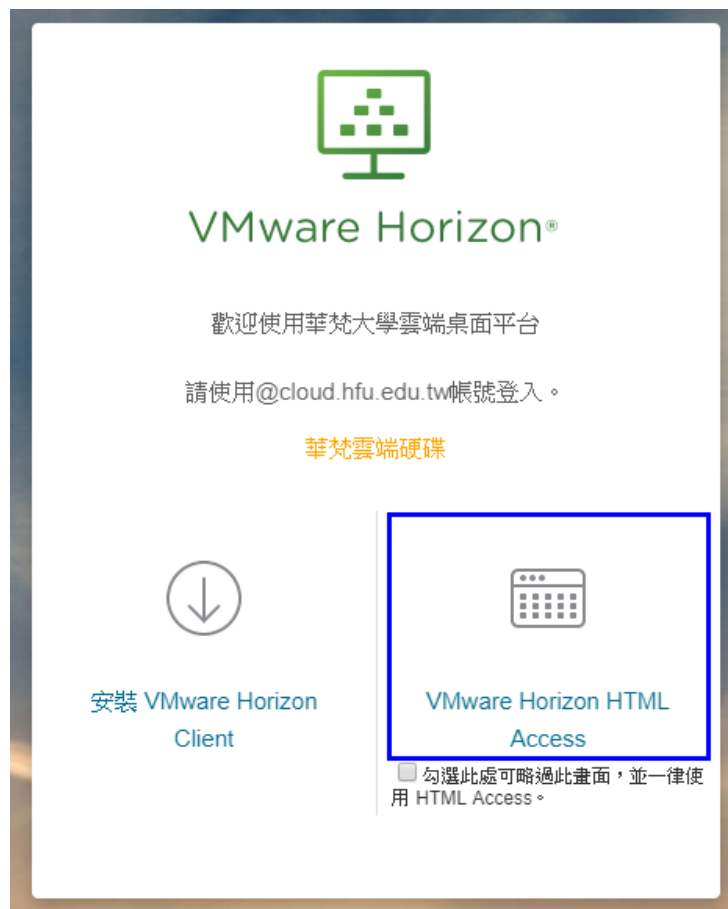 VMware Horizon®
歡迎使用華梵大學雲端桌面平台
請使用@cloud.hfu.edu.tw帳號登入。
華梵雲端硬碟
安裝 VMware Horizon
Client
VMware Horizon HTML
Access
勾選此處可略過此畫面，並一律使
用 HTML Access。